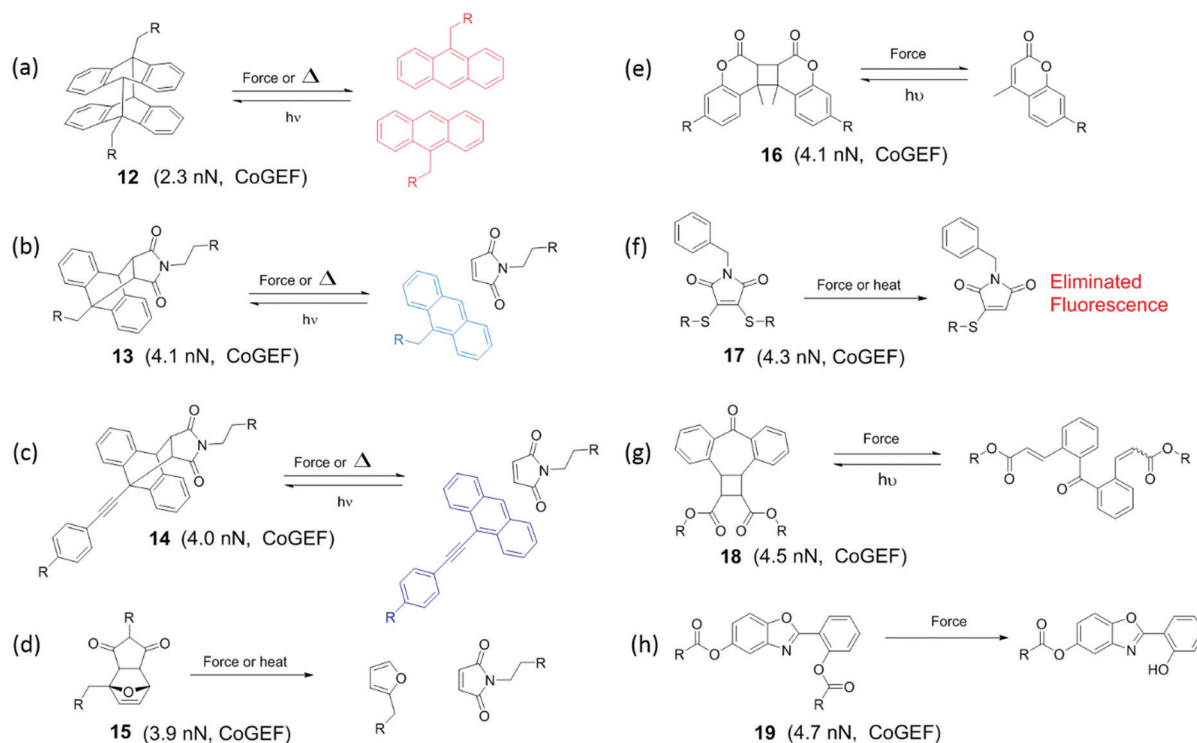 (a)
R
R
Force or Δ
hν
R
R
12 (2.3 nN, CoGEF)
(b)
O
N
R
O
R
Force or Δ
hν
O
N
R
O
R
13 (4.1 nN, CoGEF)
(c)
O
N
R
O
R
Force or Δ
hν
O
N
R
O
R
14 (4.0 nN, CoGEF)
(d)
R
O
O
O
R
Force or heat
O
R
O
N
R
O
15 (3.9 nN, CoGEF)
(e)
O
O
O
O
R
R
Force
hυ
O
O
R
16 (4.1 nN, CoGEF)
(f)
O
N
O
R-S
S-R
Force or heat
O
N
O
R-S
Eliminated
Fluorescence
17 (4.3 nN, CoGEF)
(g)
O
O
O
R
O
O
R
Force
hυ
R
O
O
O
O
O
R
18 (4.5 nN, CoGEF)
(h)
O
R
O
O
N
O
O
R
Force
O
R
O
O
N
HO
19 (4.7 nN, CoGEF)